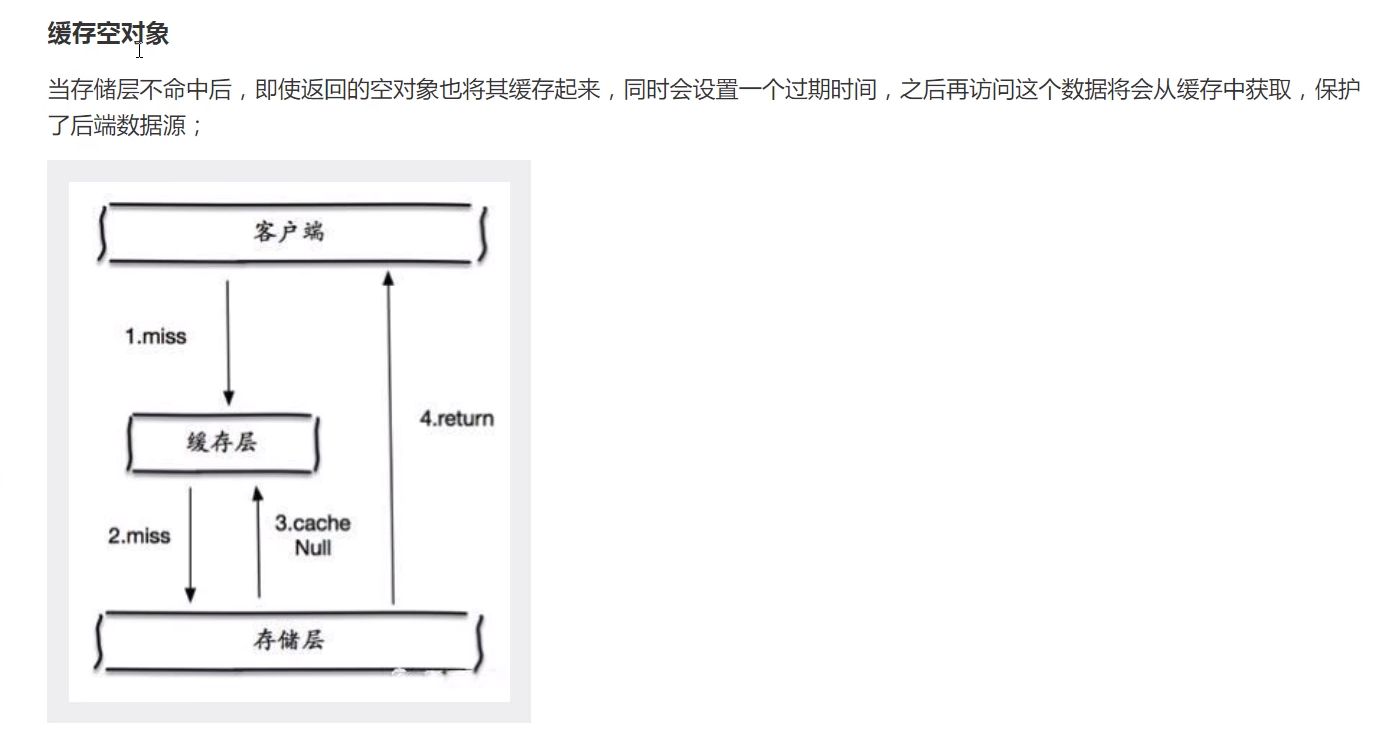 缓存空对象
当存储层不命中后，即使返回的空对象也将其缓存起来，同时会设置一个过期时间，之后再访问这个数据将会从缓存中获取，保护
了后端数据源；
客户端
1.miss
4.return
缓存层
2.miss
3.cache
Null
存储层